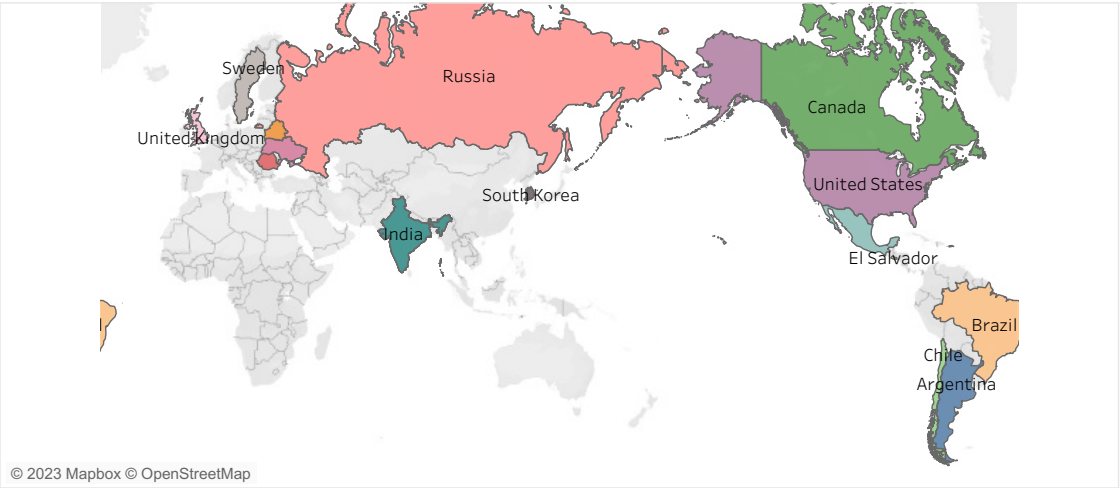 Sweden
Russia
Canada
United Kingdom
United States
South Korea
India
El Salvador
Brazil
Chile
Argentina
© 2023 Mapbox © OpenStreetMap